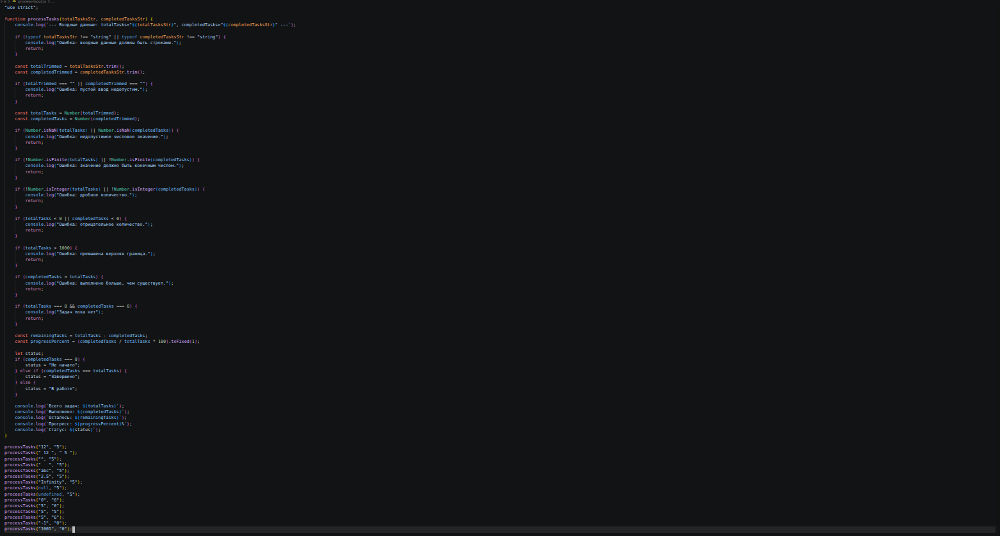 js > process-input.js > ...
"use strict";
function processTasks(totalTasksStr, completedTasksStr) {
console.log(`--- Входные данные: totalTasks="${totalTasksStr}", completedTasks="${completedTasksStr}" ---`);
if (typeof totalTasksStr !== "string" || typeof completedTasksStr !== "string") {
console.log("Ошибка: входные данные должны быть строками.");
return;
}
const totalTrimmed = totalTasksStr.trim();
const completedTrimmed = completedTasksStr.trim();
if (totalTrimmed === "" || completedTrimmed === "") {
console.log("Ошибка: пустой ввод недопустим.");
return;
}
const totalTasks = Number(totalTrimmed);
const completedTasks = Number(completedTrimmed);
if (Number.isNaN(totalTasks) || Number.isNaN(completedTasks)) {
console.log("Ошибка: недопустимое числовое значение.");
return;
}
if (!Number.isFinite(totalTasks) || !Number.isFinite(completedTasks)) {
console.log("Ошибка: значение должно быть конечным числом.");
return;
}
if (!Number.isInteger(totalTasks) || !Number.isInteger(completedTasks)) {
console.log("Ошибка: дробное количество.");
return;
}
if (totalTasks < 0 || completedTasks < 0) {
console.log("Ошибка: отрицательное количество.");
return;
}
if (totalTasks > 1000) {
console.log("Ошибка: превышена верхняя граница.");
return;
}
if (completedTasks > totalTasks) {
console.log("Ошибка: выполнено больше, чем существует.");
return;
}
if (totalTasks === 0 && completedTasks === 0) {
console.log("Задач пока нет");
return;
}
const remainingTasks = totalTasks - completedTasks;
const progressPercent = (completedTasks / totalTasks * 100).toFixed(1);
let status;
if (completedTasks === 0) {
status = "Не начато";
} else if (completedTasks === totalTasks) {
status = "Завершено";
} else {
status = "В работе";
}
console.log(`Всего задач: ${totalTasks}`);
console.log(`Выполнено: ${completedTasks}`);
console.log(`Осталось: ${remainingTasks}`);
console.log(`Прогресс: ${progressPercent}%`);
console.log(`Статус: ${status}`);
}
processTasks("12", "5");
processTasks(" 12 ", " 5 ");
processTasks("", "5");
processTasks("   ", "5");
processTasks("abc", "5");
processTasks("2.5", "5");
processTasks("Infinity", "5");
processTasks(null, "5");
processTasks(undefined, "5");
processTasks("0", "0");
processTasks("5", "0");
processTasks("5", "5");
processTasks("5", "6");
processTasks("-1", "0");
processTasks("1001", "0");